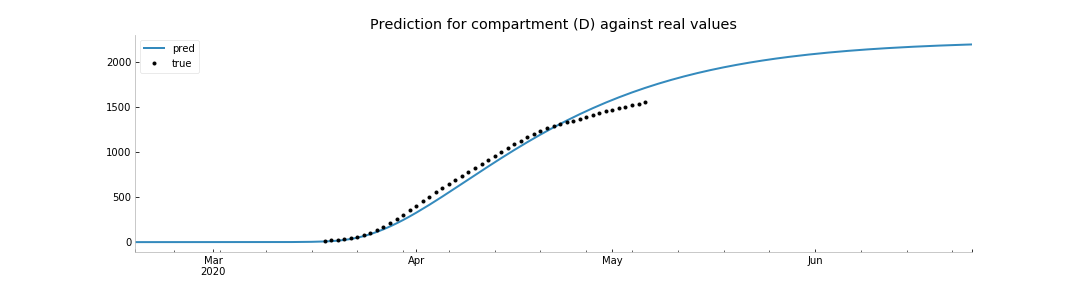 Prediction for compartment (D) against real values
pred
true
2000
1500
1000
500
0
Mar
2020
Apr
May
Jun